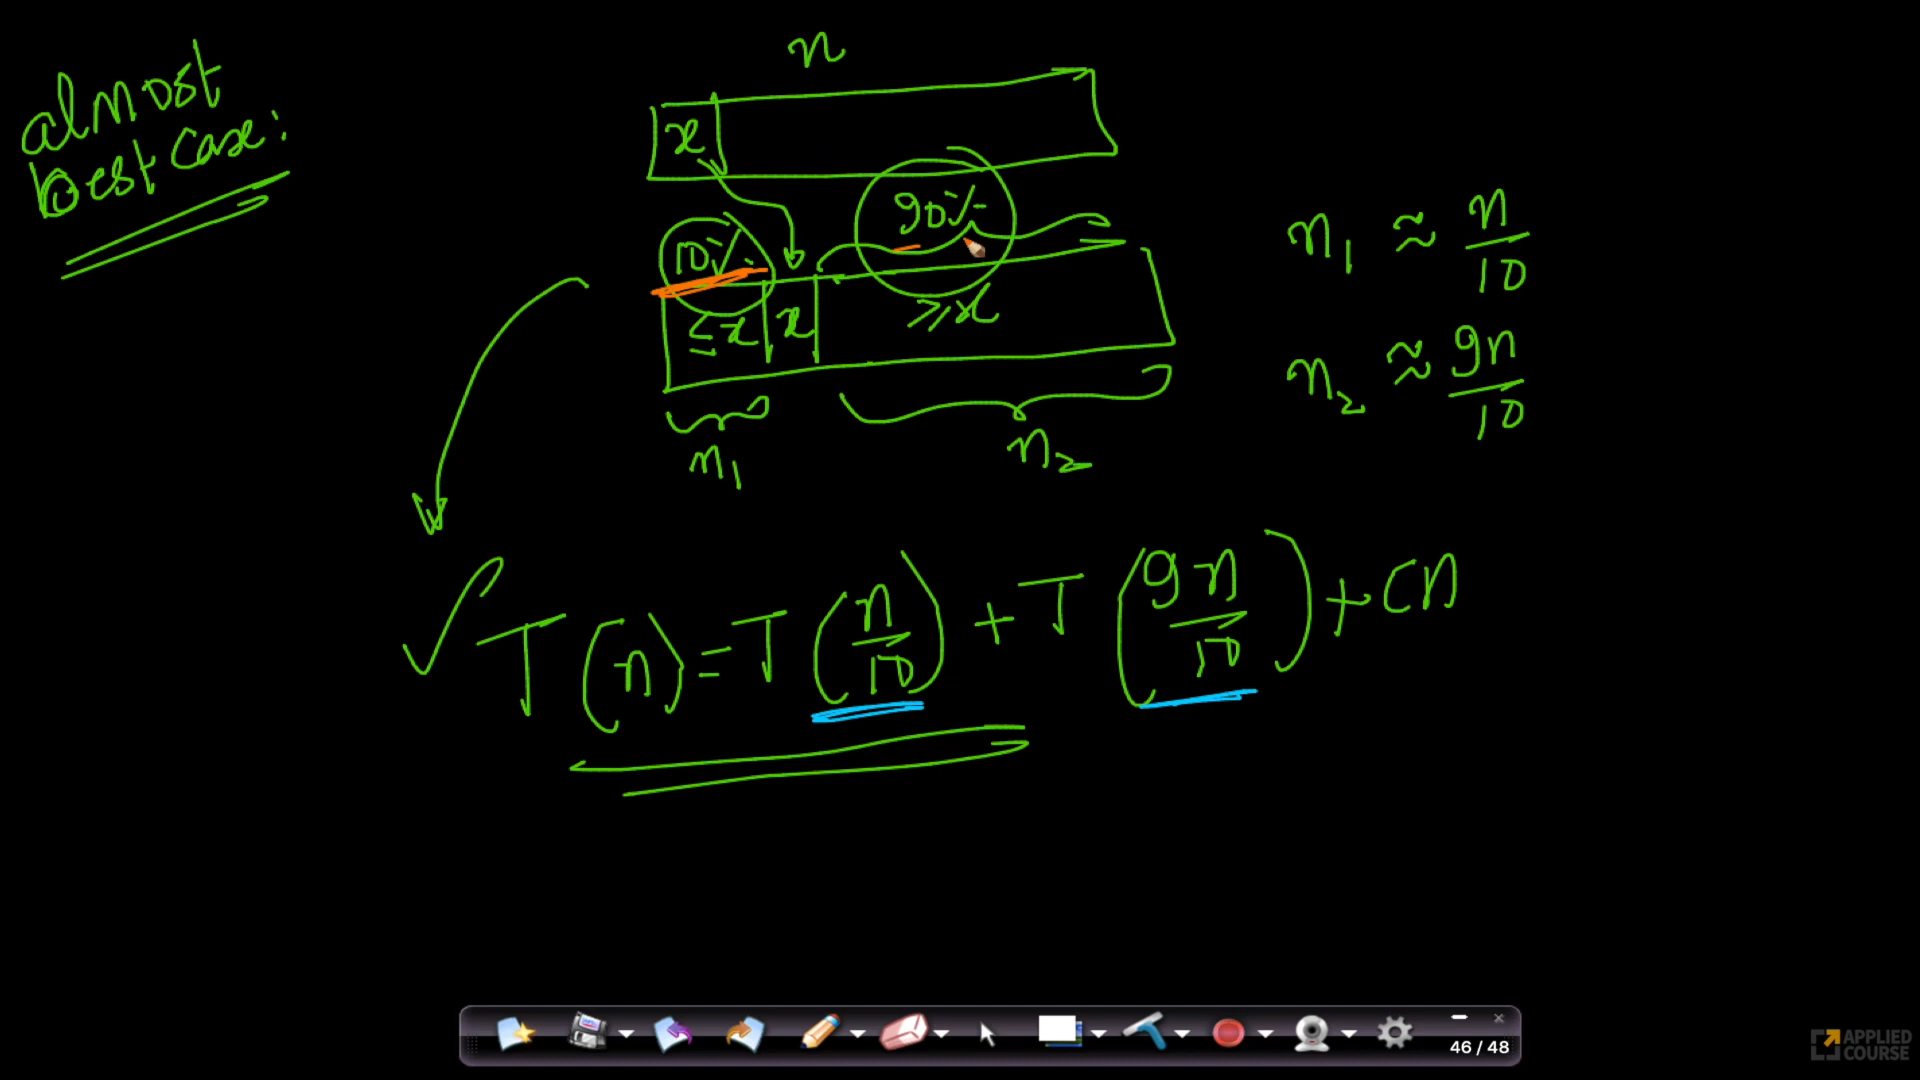 almost
best case:
n
x
10%
90%
≤x
x
≥x
n₁
n₂
n₁ ≈ n/10
n₂ ≈ 9n/10
T(n) = T(n/10) + T(9n/10) + cn
46 / 48
APPLIED
COURSE